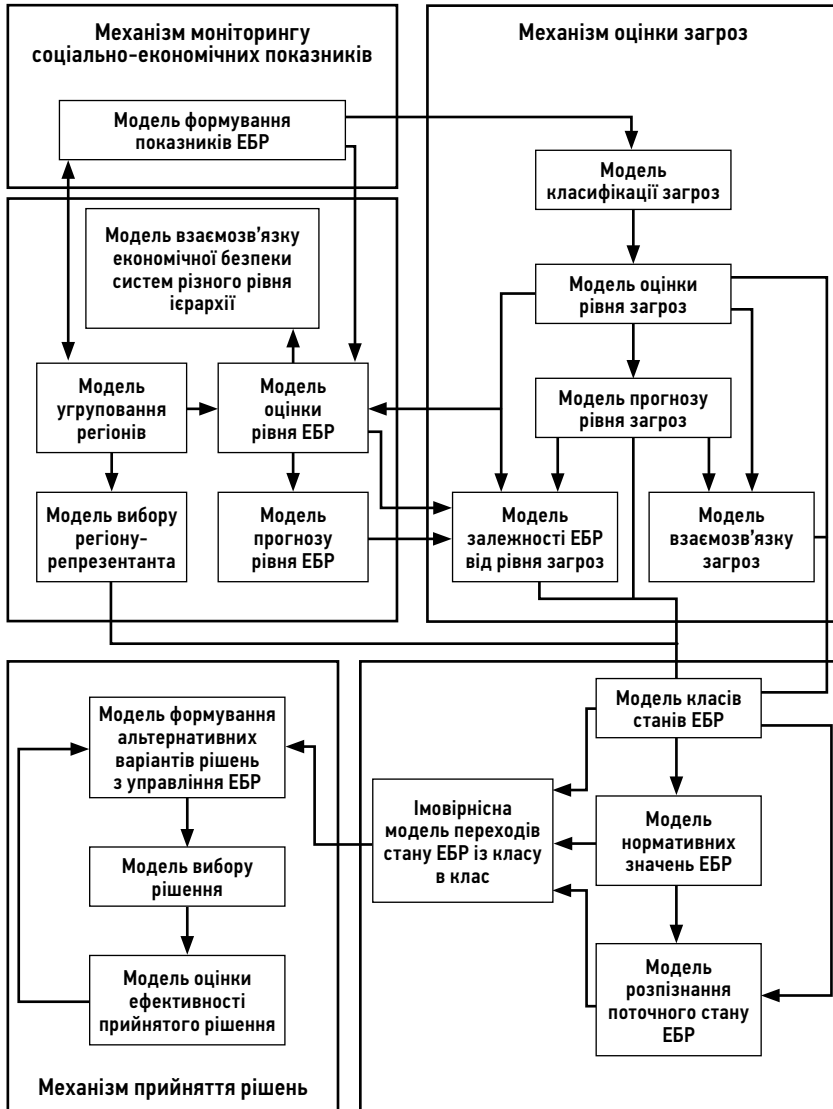 Механізм моніторингу
соціально-економічних показників
Модель формування
показників ЕБР
Механізм оцінки загроз
Модель
класифікації загроз
Модель оцінки
рівня загроз
Модель прогнозу
рівня загроз
Модель
залежності ЕБР
від рівня загроз
Модель
взаємозв'язку
загроз
Модель взаємозв'язку
економічної безпеки
систем різного рівня
ієрархії
Модель
угруповання
регіонів
Модель
оцінки
рівня ЕБР
Модель вибору
регіону-
репрезентанта
Модель
прогнозу
рівня ЕБР
Модель формування
альтернативних
варіантів рішень
з управління ЕБР
Модель вибору
рішення
Модель оцінки
ефективності
прийнятого рішення
Механізм прийняття рішень
Модель класів
станів ЕБР
Імовірнісна
модель переходів
стану ЕБР із класу
в клас
Модель
нормативних
значень ЕБР
Модель
розпізнання
поточного стану
ЕБР